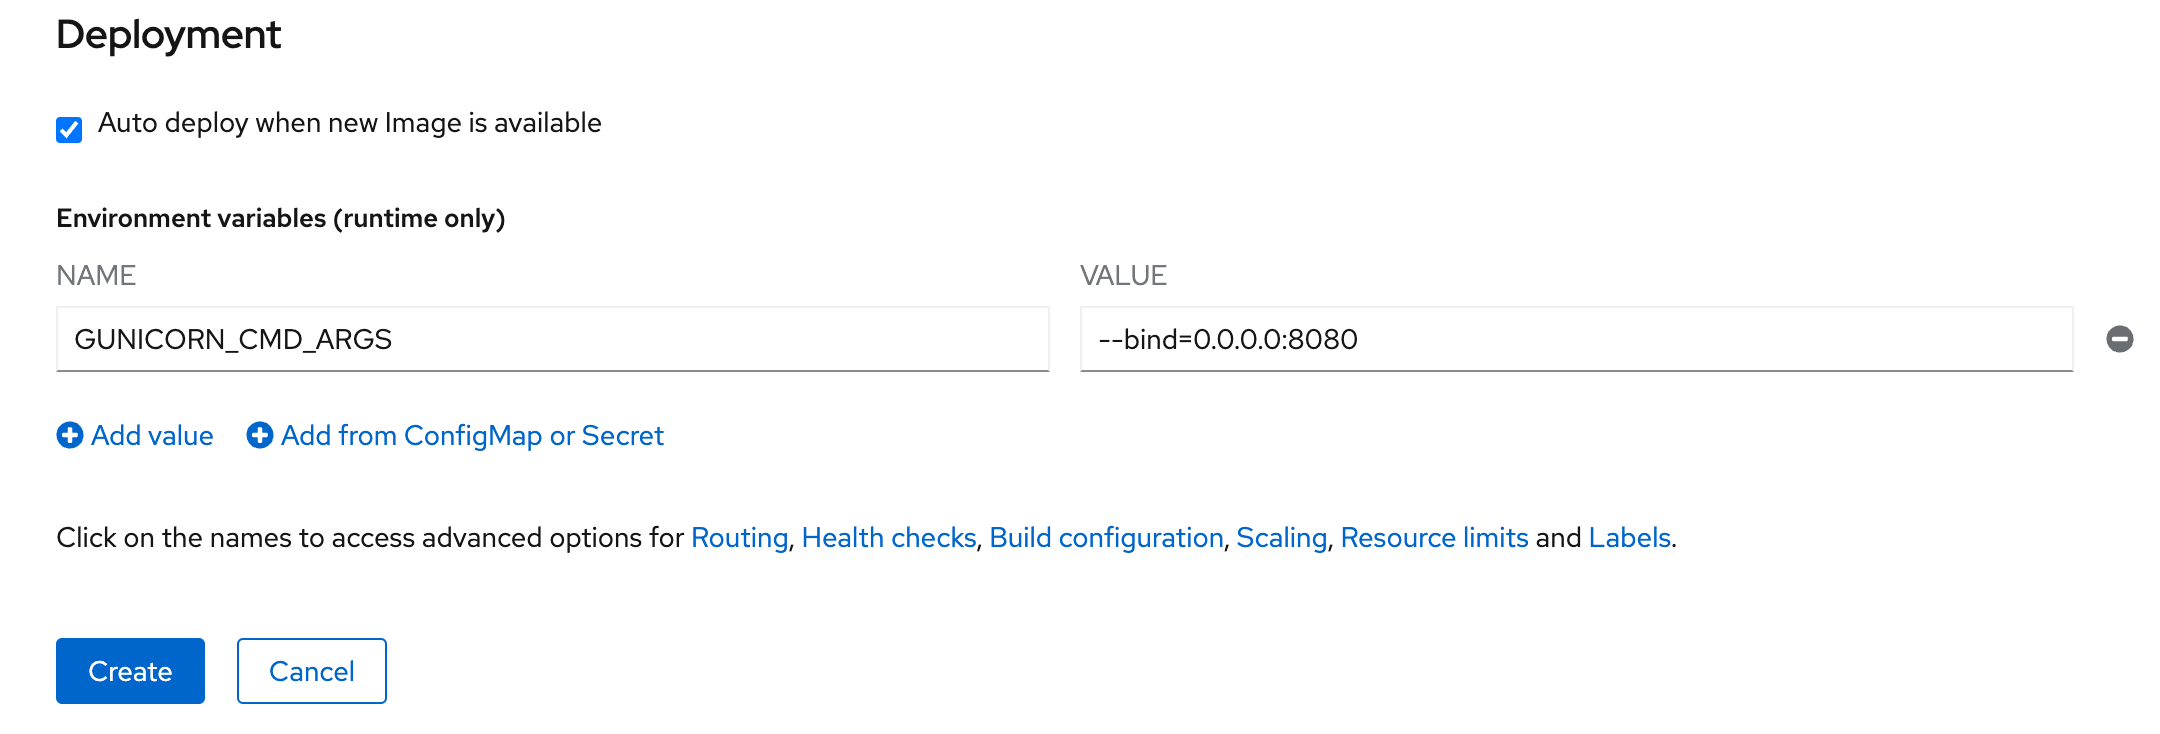 Deployment
Auto deploy when new Image is available
Environment variables (runtime only)
NAME VALUE
GUNICORN_CMD_ARGS --bind=0.0.0.0:8080
Add value Add from ConfigMap or Secret
Click on the names to access advanced options for Routing, Health checks, Build configuration, Scaling, Resource limits and Labels.
Create Cancel